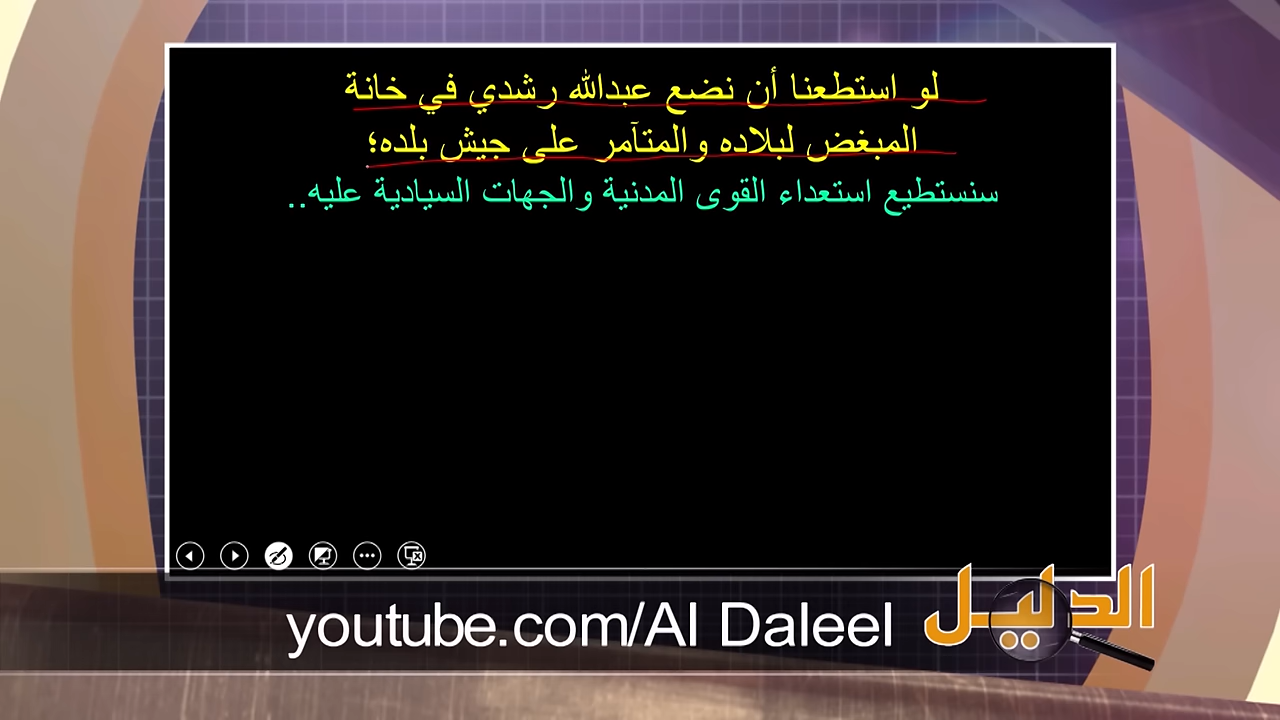 لو استطعنا أن نضع عبدالله رشدي في خانة
المبغض لبلاده والمتآمر على جيش بلده؛
سنستطيع استعداء القوى المدنية والجهات السيادية عليه..
youtube.com/Al Daleel
الدليل